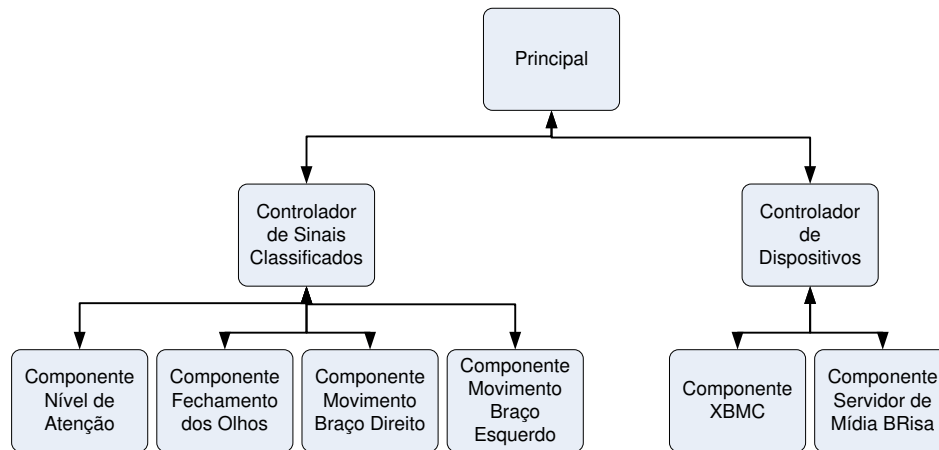 Principal
Controlador
de Sinais
Classificados
Controlador
de
Dispositivos
Componente
Nível de
Atenção
Componente
Fechamento
dos Olhos
Componente
Movimento
Braço Direito
Componente
Movimento
Braço
Esquerdo
Componente
XBMC
Componente
Servidor de
Mídia BRisa